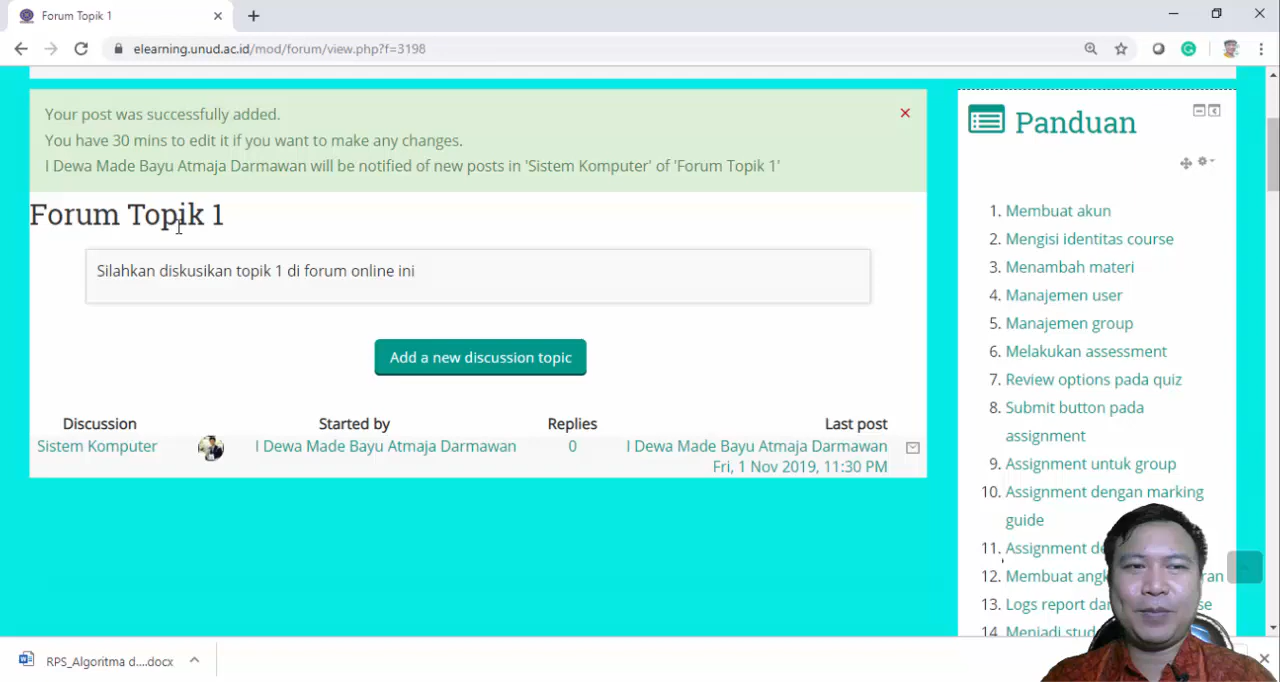 Forum Topik 1
elearning.unud.ac.id/mod/forum/view.php?f=3198
Your post was successfully added.
You have 30 mins to edit it if you want to make any changes.
I Dewa Made Bayu Atmaja Darmawan will be notified of new posts in 'Sistem Komputer' of 'Forum Topik 1'
Forum Topik 1
Silahkan diskusikan topik 1 di forum online ini
Add a new discussion topic
Discussion Started by Replies Last post
Sistem Komputer I Dewa Made Bayu Atmaja Darmawan 0 I Dewa Made Bayu Atmaja Darmawan
Fri, 1 Nov 2019, 11:30 PM
Panduan
1. Membuat akun
2. Mengisi identitas course
3. Menambah materi
4. Manajemen user
5. Manajemen group
6. Melakukan assessment
7. Review options pada quiz
8. Submit button pada
assignment
9. Assignment untuk group
10. Assignment dengan marking
guide
11. Assignment
12. Membuat
13. Logs report
14.
RPS_Algoritma d....docx